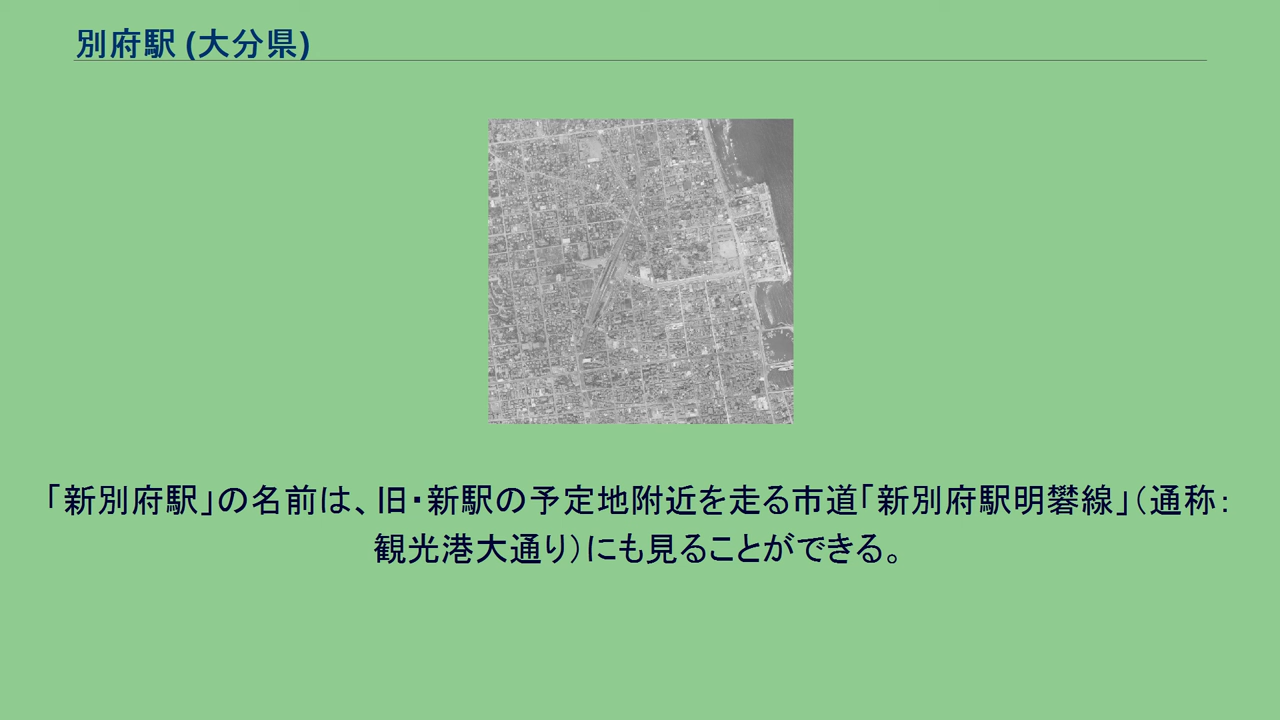 別府駅 (大分県)
「新別府駅」の名前は、旧・新駅の予定地附近を走る市道「新別府駅明礬線」（通称：
観光港大通り）にも見ることができる。